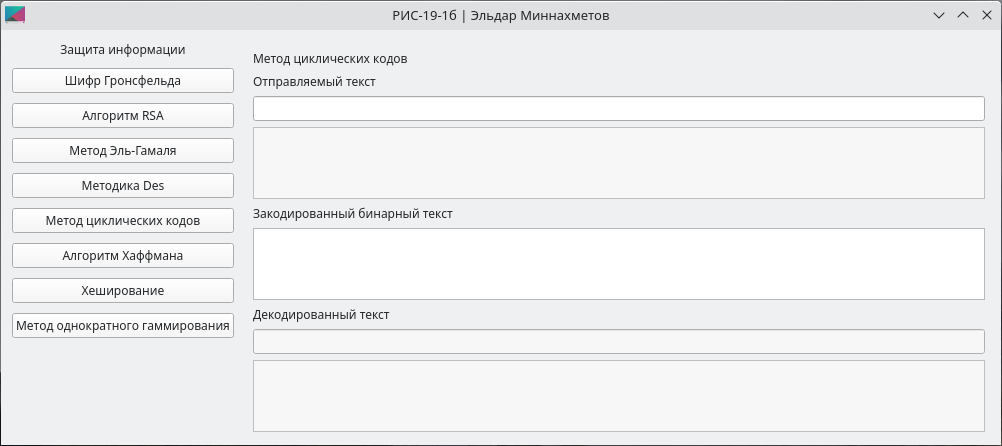 РИС-19-1б | Эльдар Миннахметов
Защита информации
Шифр Гронсфельда
Алгоритм RSA
Метод Эль-Гамаля
Методика Des
Метод циклических кодов
Алгоритм Хаффмана
Хеширование
Метод однократного гаммирования
Метод циклических кодов
Отправляемый текст
Закодированный бинарный текст
Декодированный текст